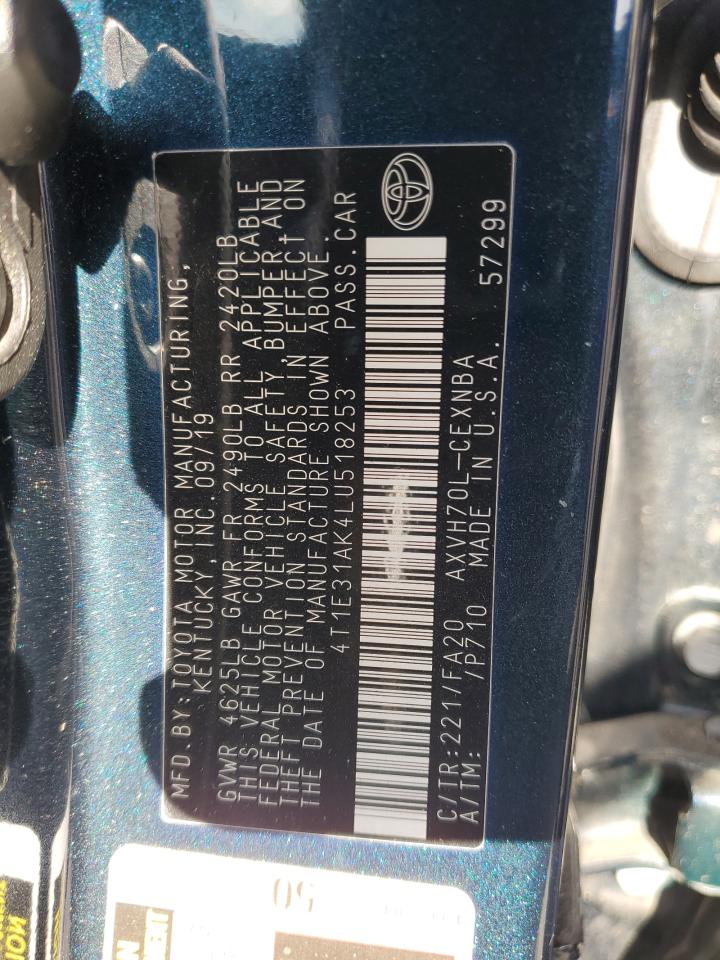 MFD.BY:TOYOTA MOTOR MANUFACTURING,
KENTUCKY,INC. 09/19
GVWR 4625LB GAWR FR 2490LB RR 2420LB
THIS VEHICLE CONFORMS TO ALL APPLICABLE
FEDERAL MOTOR VEHICLE SAFETY,BUMPER,AND
THEFT PREVENTION STANDARDS IN EFFECT ON
THE DATE OF MANUFACTURE SHOWN ABOVE.
4T1E31AK4LU518253 PASS.CAR
C/TR:221/FA20 AXVH70L-CEXNBA
A/TM: /P710 MADE IN U.S.A. 57299
50